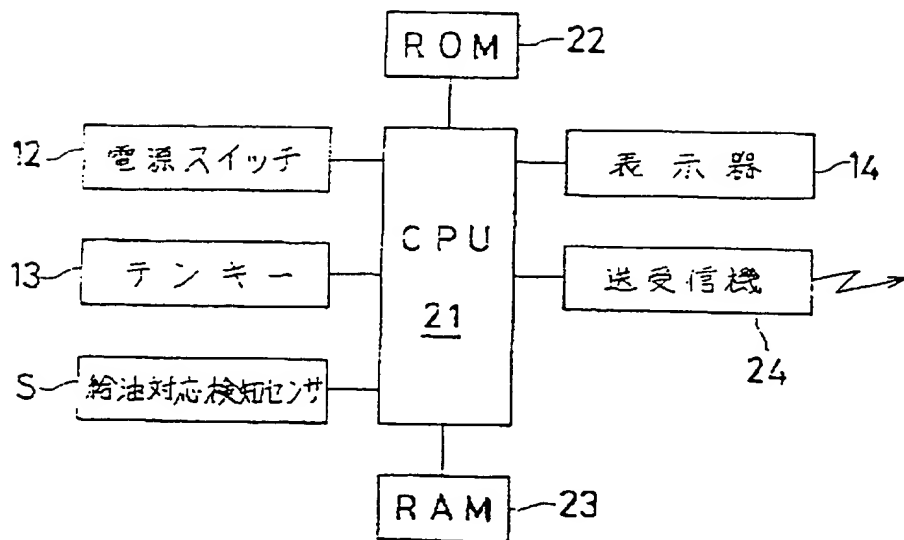 ROM
22
12
電源スイッチ
表示器
14
CPU
13
テンキー
21
送受信機
24
S
給油対応検知センサ
RAM
23